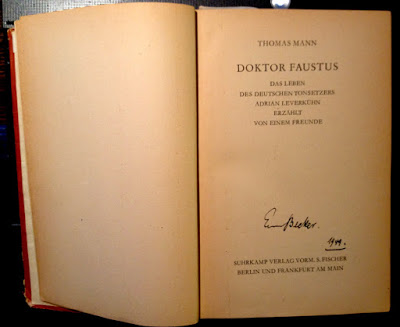 THOMAS MANN
DOKTOR FAUSTUS
DAS LEBEN
DES DEUTSCHEN TONSETZERS
ADRIAN LEVERKÜHN
ERZÄHLT
VON EINEM FREUNDE
Becker.
SUHRKAMP VERLAG VORM. S. FISCHER
BERLIN UND FRANKFURT AM MAIN